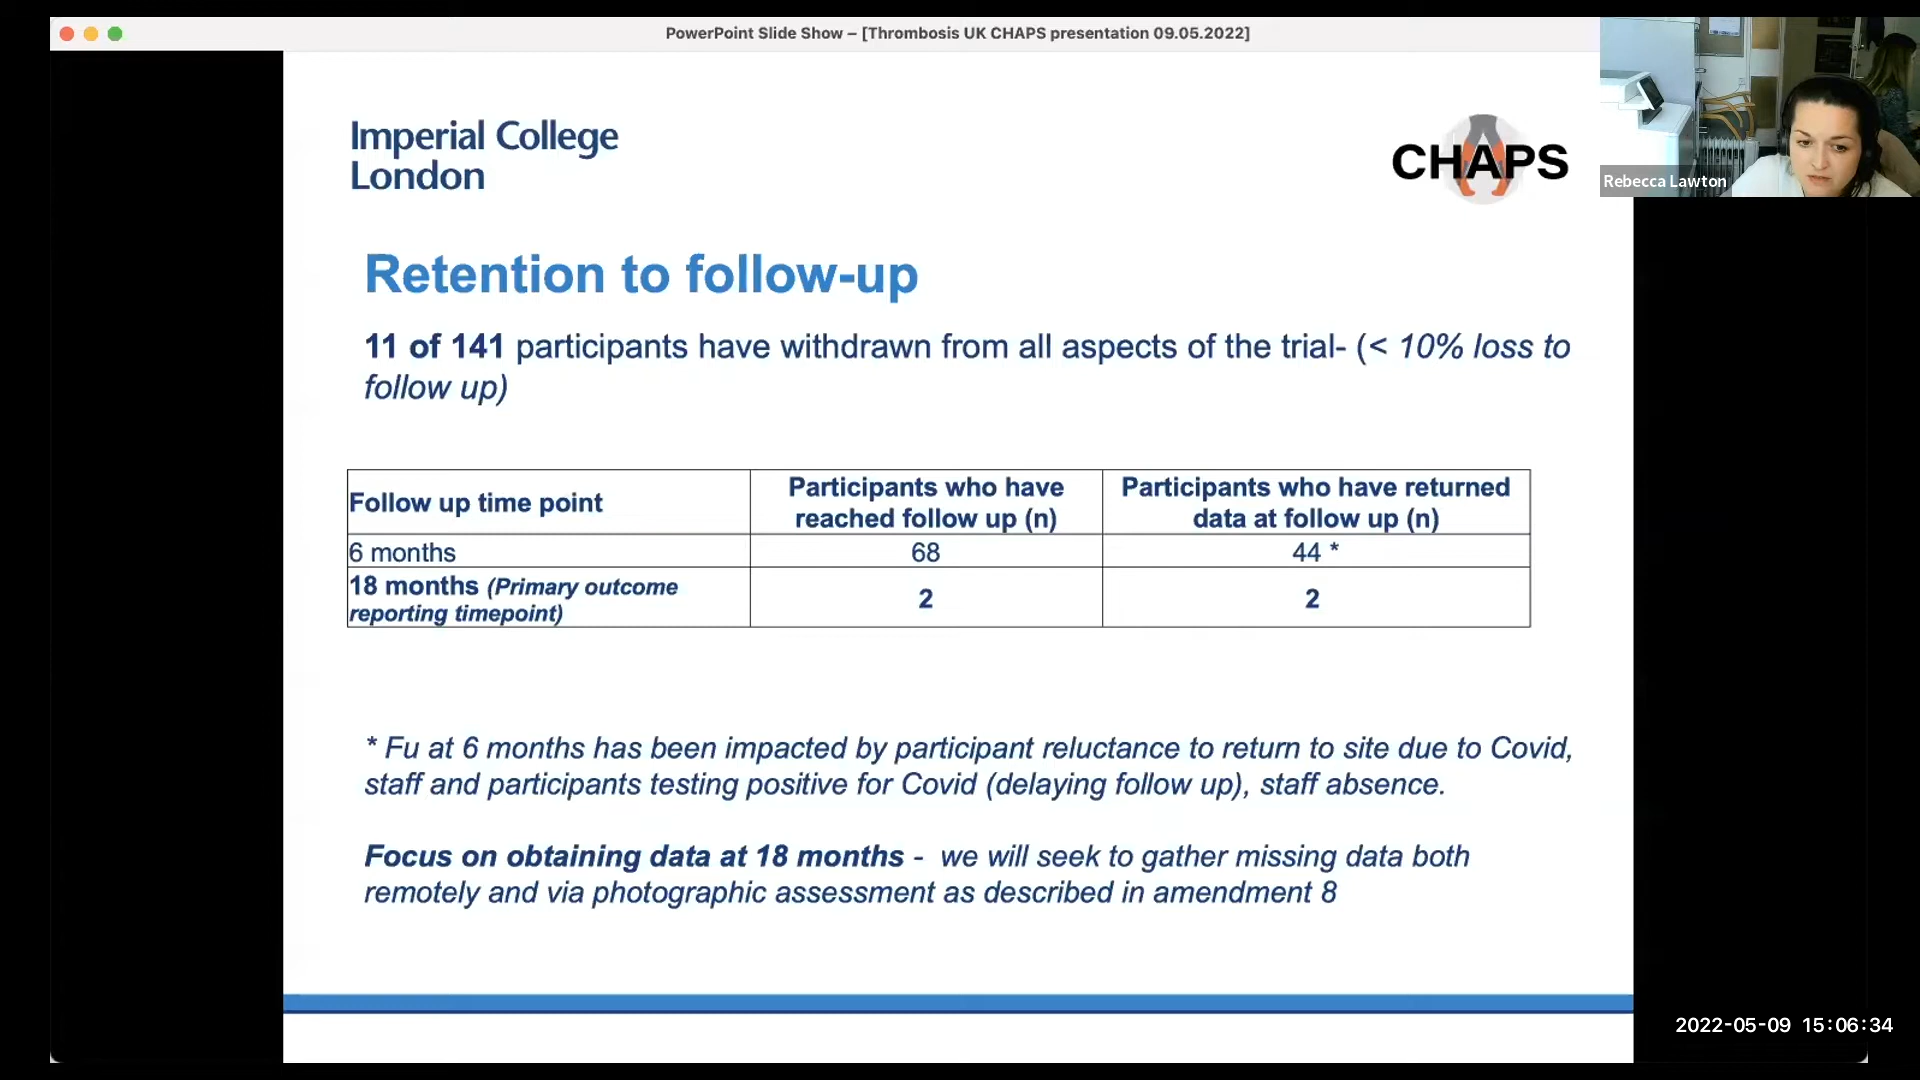 PowerPoint Slide Show – [Thrombosis UK CHAPS presentation 09.05.2022]
Imperial College
London
CHAPS
Rebecca Lawton
Retention to follow-up
11 of 141 participants have withdrawn from all aspects of the trial- (< 10% loss to
follow up)
Follow up time point
Participants who have
reached follow up (n)
Participants who have returned
data at follow up (n)
6 months
68
44 *
18 months (Primary outcome
reporting timepoint)
2
2
* Fu at 6 months has been impacted by participant reluctance to return to site due to Covid,
staff and participants testing positive for Covid (delaying follow up), staff absence.
Focus on obtaining data at 18 months - we will seek to gather missing data both
remotely and via photographic assessment as described in amendment 8
2022-05-09 15:06:34